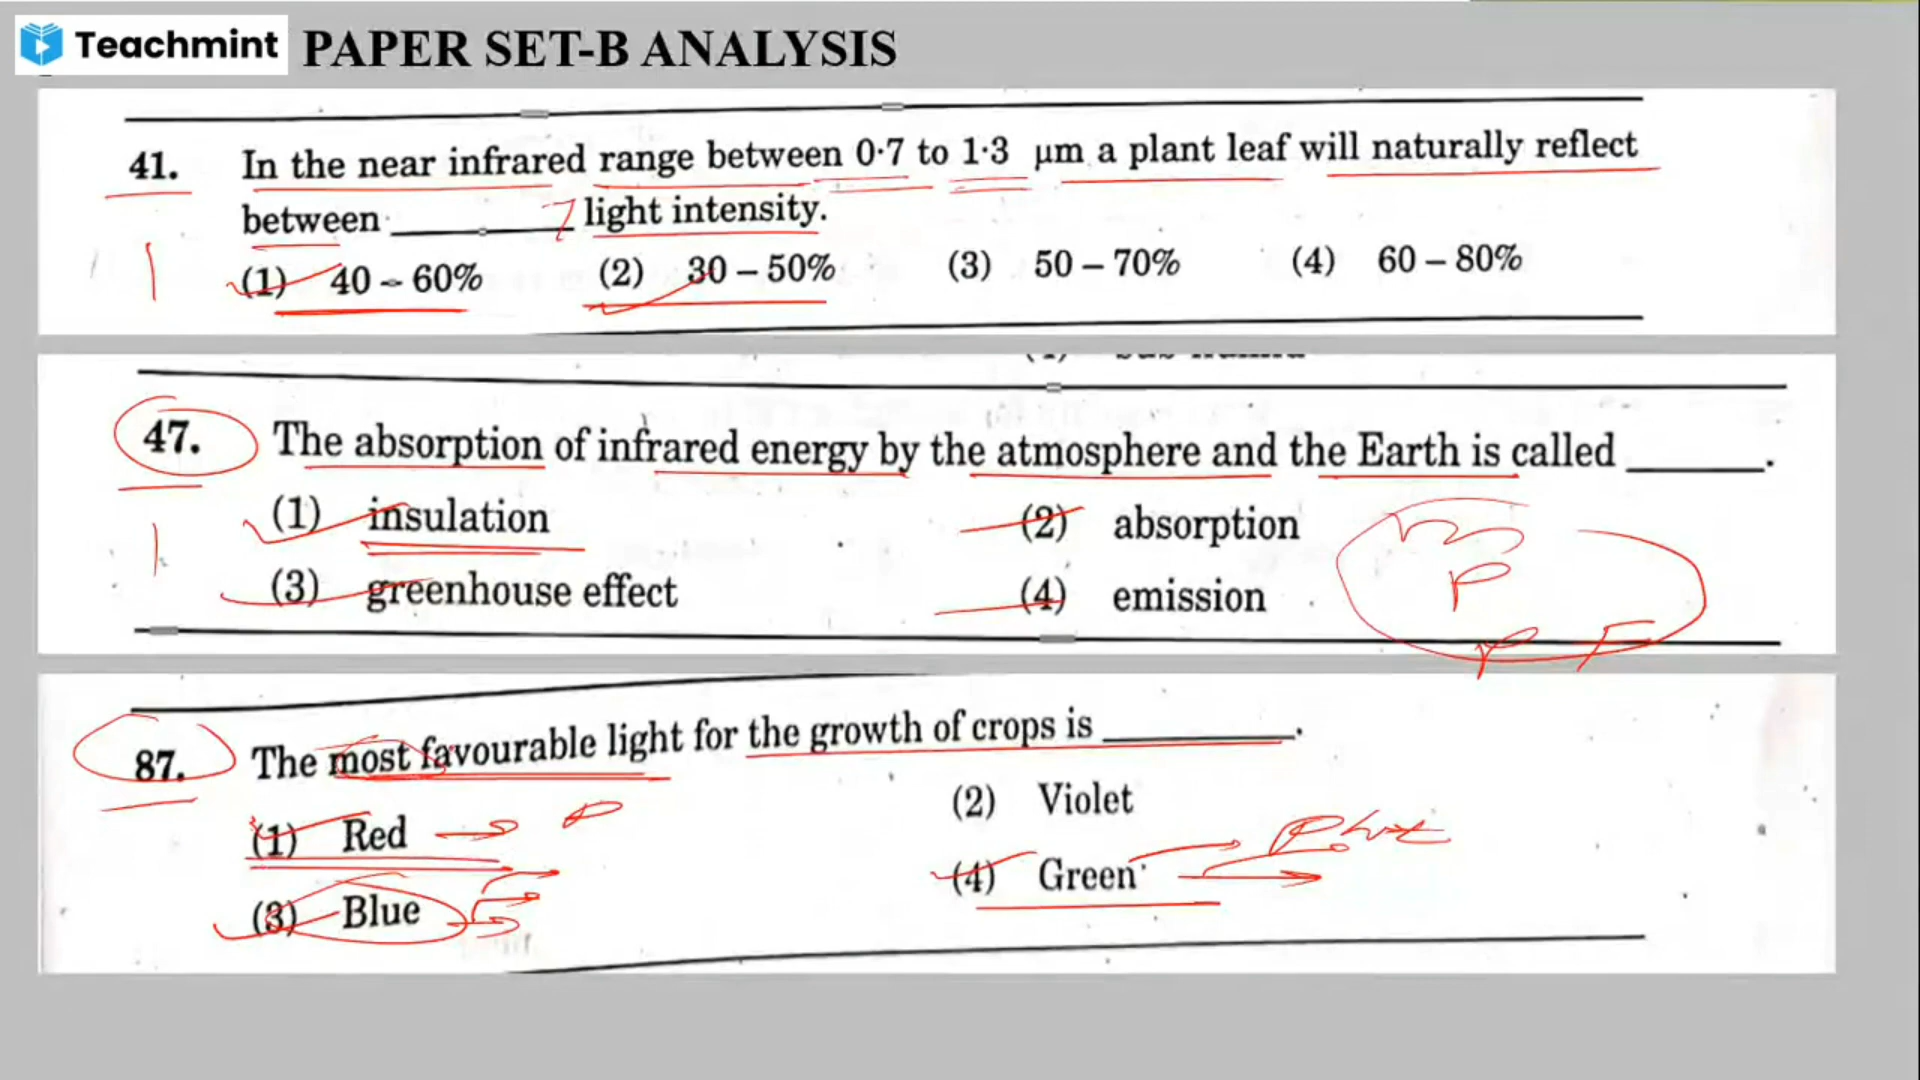 Teachmint PAPER SET-B ANALYSIS
41. In the near infrared range between 0·7 to 1·3 μm a plant leaf will naturally reflect
between ________ light intensity.
(1) 40 – 60% (2) 30 – 50% (3) 50 – 70% (4) 60 – 80%
47. The absorption of infrared energy by the atmosphere and the Earth is called ________.
(1) insulation (2) absorption
(3) greenhouse effect (4) emission
87. The most favourable light for the growth of crops is ________.
(1) Red (2) Violet
(3) Blue (4) Green